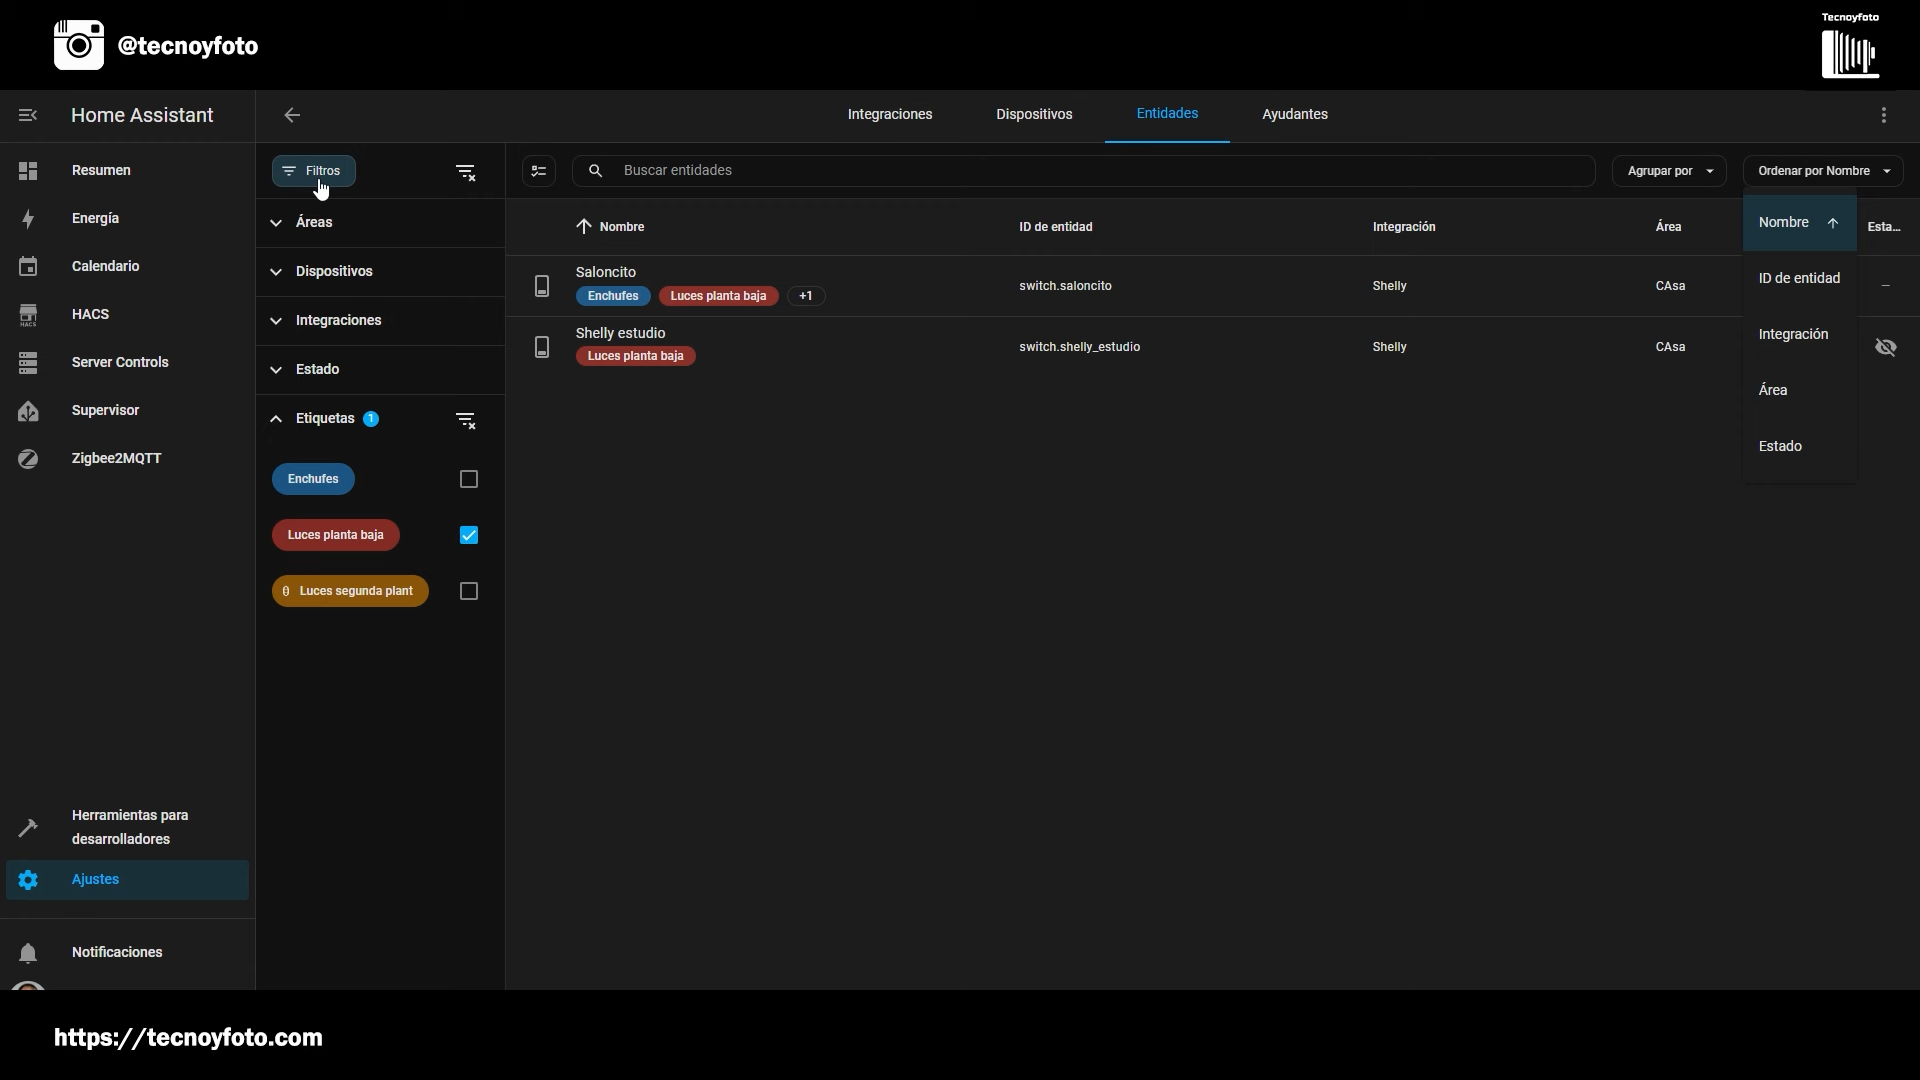 @tecnoyfoto
Tecnoyfoto
Home Assistant
Integraciones
Dispositivos
Entidades
Ayudantes
Resumen
Energía
Calendario
HACS
HACS
Server Controls
Supervisor
Zigbee2MQTT
Herramientas para
desarrolladores
Ajustes
Notificaciones
Filtros
Áreas
Dispositivos
Integraciones
Estado
Etiquetas 1
Enchufes
Luces planta baja
Luces segunda plant
Buscar entidades
Agrupar por
Ordenar por Nombre
Nombre
ID de entidad
Integración
Área
Esta...
Saloncito
Enchufes Luces planta baja +1
switch.saloncito
Shelly
CAsa
–
Shelly estudio
Luces planta baja
switch.shelly_estudio
Shelly
CAsa
Nombre
ID de entidad
Integración
Área
Estado
https://tecnoyfoto.com